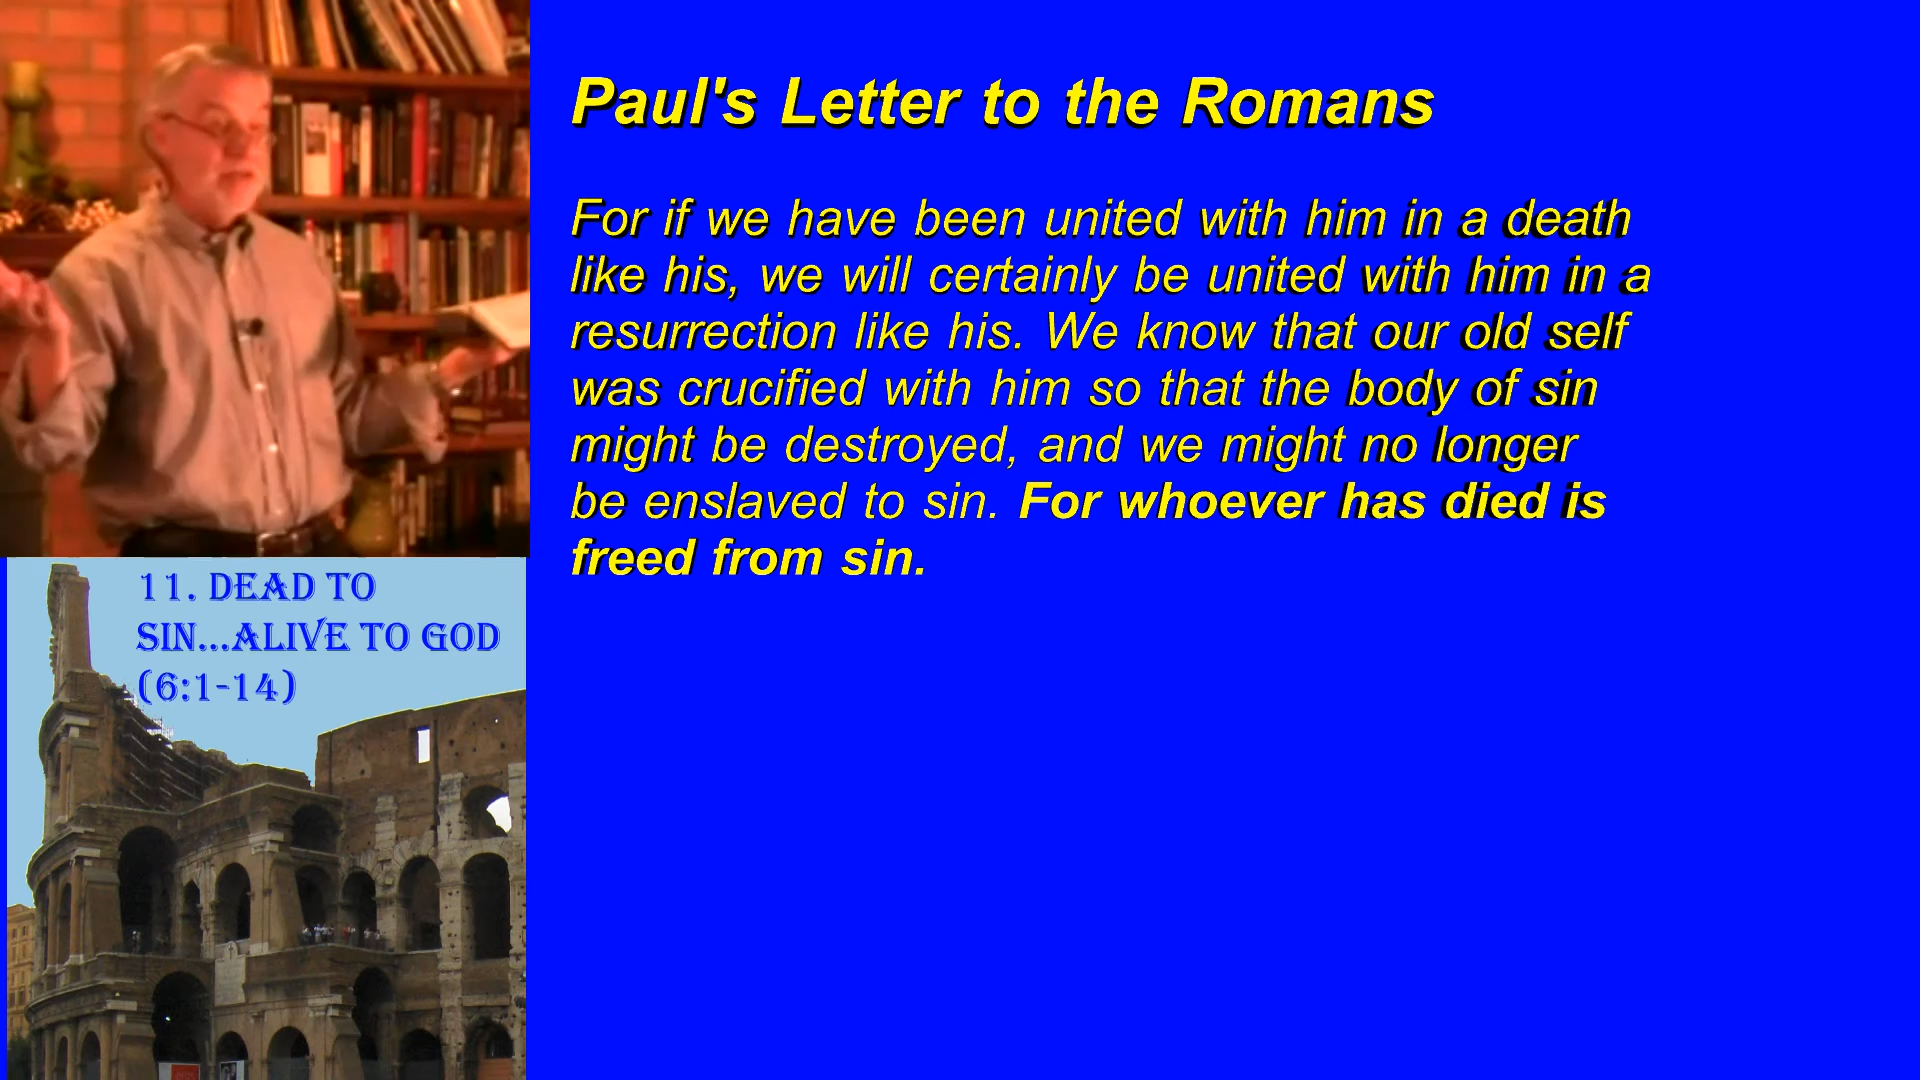 Paul's Letter to the Romans
For if we have been united with him in a death
like his, we will certainly be united with him in a
resurrection like his. We know that our old self
was crucified with him so that the body of sin
might be destroyed, and we might no longer
be enslaved to sin. For whoever has died is
freed from sin.
11. DEAD TO
SIN...ALIVE TO GOD
(6:1-14)